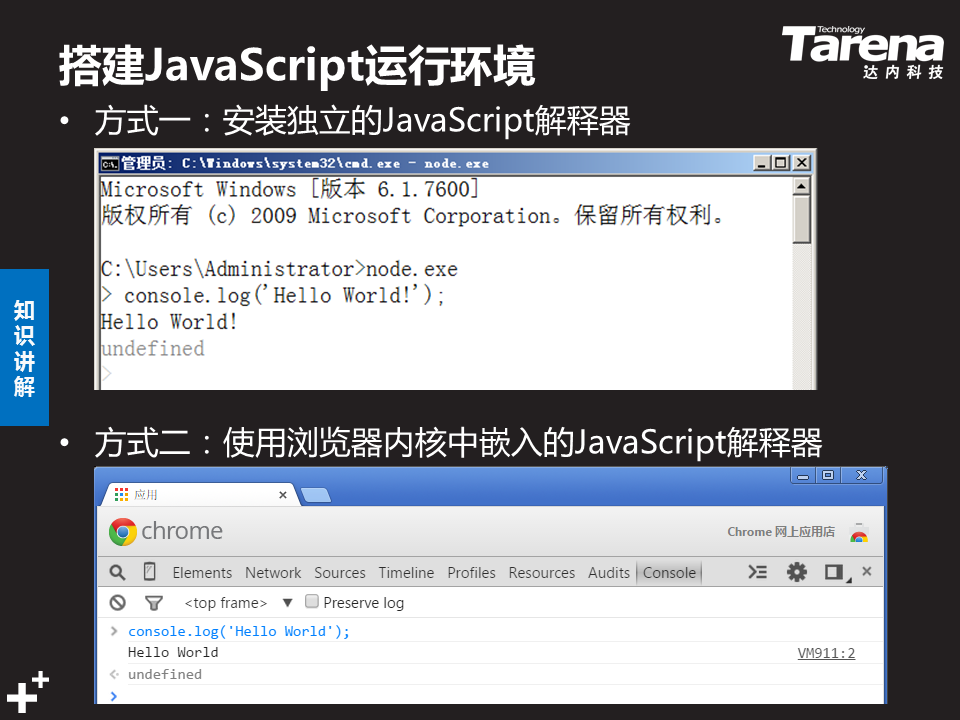 搭建JavaScript运行环境
Technology
Tarena
达内科技
• 方式一：安装独立的JavaScript解释器
管理员: C:\Windows\system32\cmd.exe - node.exe
Microsoft Windows [版本 6.1.7600]
版权所有 (c) 2009 Microsoft Corporation。保留所有权利。
C:\Users\Administrator>node.exe
> console.log('Hello World!');
Hello World!
undefined
>
知识讲解
• 方式二：使用浏览器内核中嵌入的JavaScript解释器
应用
chrome
Chrome 网上应用店
Elements Network Sources Timeline Profiles Resources Audits Console
<top frame> ▼ Preserve log
> console.log('Hello World');
Hello World VM911:2
undefined
>